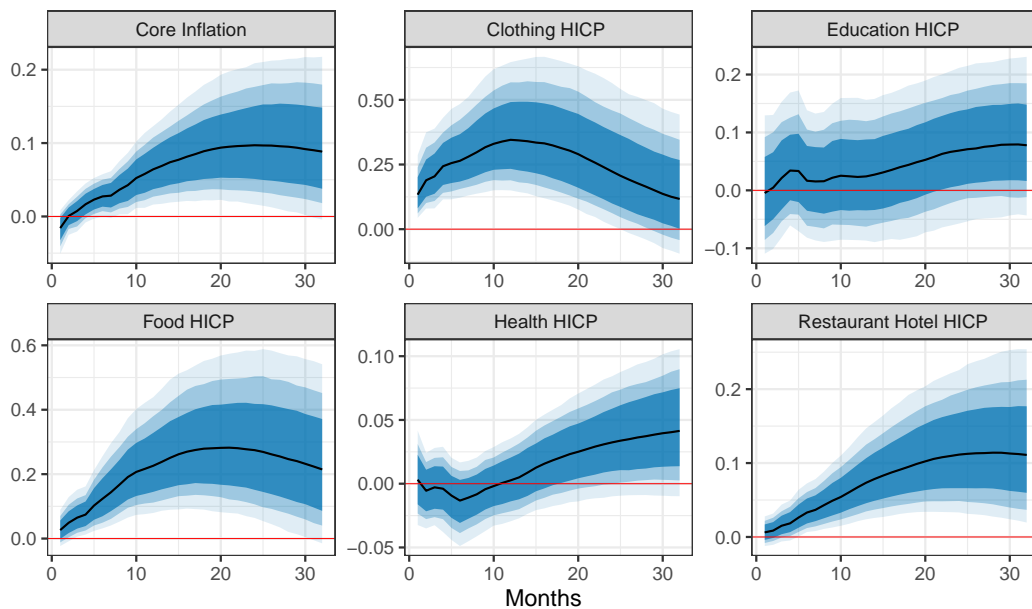 Core Inflation
Clothing HICP
Education HICP
0.2
0.1
0.0
0.50
0.25
0.00
0.2
0.1
0.0
−0.1
0 10 20 30
0 10 20 30
0 10 20 30
Food HICP
Health HICP
Restaurant Hotel HICP
0.6
0.4
0.2
0.0
0.10
0.05
0.00
−0.05
0.2
0.1
0.0
0 10 20 30
0 10 20 30
0 10 20 30
Months